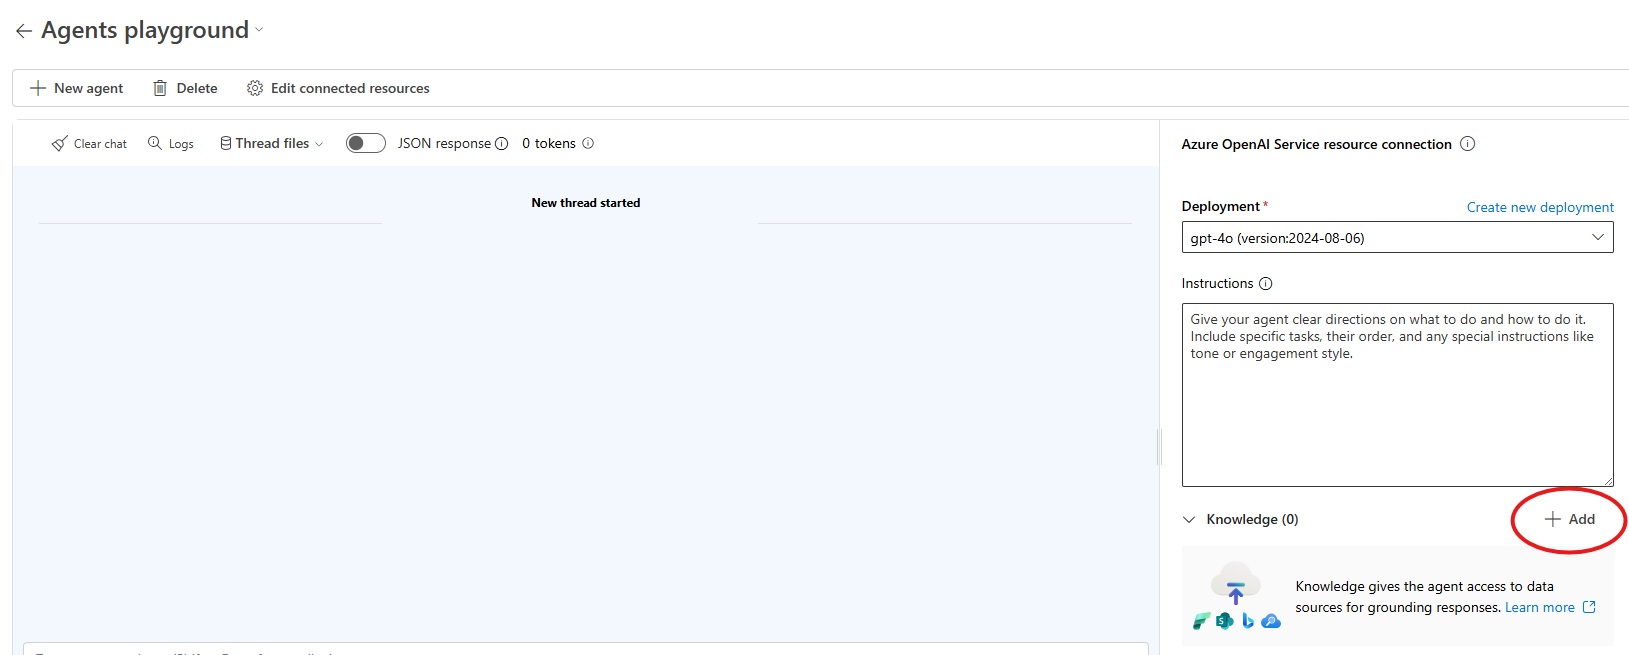 Agents playground
New agent Delete Edit connected resources
Clear chat Logs Thread files JSON response 0 tokens
New thread started
Azure OpenAI Service resource connection
Deployment * Create new deployment
gpt-4o (version:2024-08-06)
Instructions
Give your agent clear directions on what to do and how to do it.
Include specific tasks, their order, and any special instructions like
tone or engagement style.
Knowledge (0) + Add
Knowledge gives the agent access to data
sources for grounding responses. Learn more